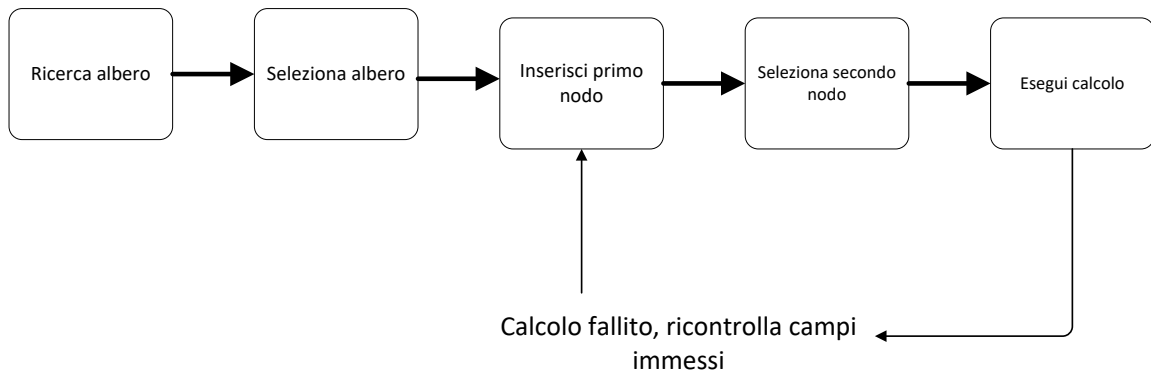 Ricerca albero
Seleziona albero
Inserisci primo
nodo
Seleziona secondo
nodo
Esegui calcolo
Calcolo fallito, ricontrolla campi
immessi